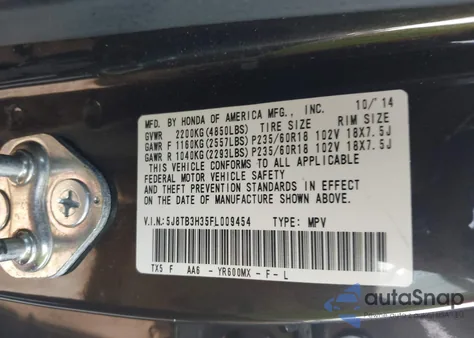 MFD. BY HONDA OF AMERICA MFG., INC. 10/'14
GVWR 2200KG(4850LBS) TIRE SIZE RIM SIZE
GAWR F 1160KG(2557LBS) P235/60R18 102V 18X7.5J
GAWR R 1040KG(2293LBS) P235/60R18 102V 18X7.5J
THIS VEHICLE CONFORMS TO ALL APPLICABLE
FEDERAL MOTOR VEHICLE SAFETY
AND THEFT PREVENTION STANDARDS IN EFFECT
ON THE DATE OF MANUFACTURE SHOWN ABOVE.
V.I.N.:5J8TB3H35FL009454 TYPE: MPV
TX5 F AA6 - YR600MX - F - L
autoSnap